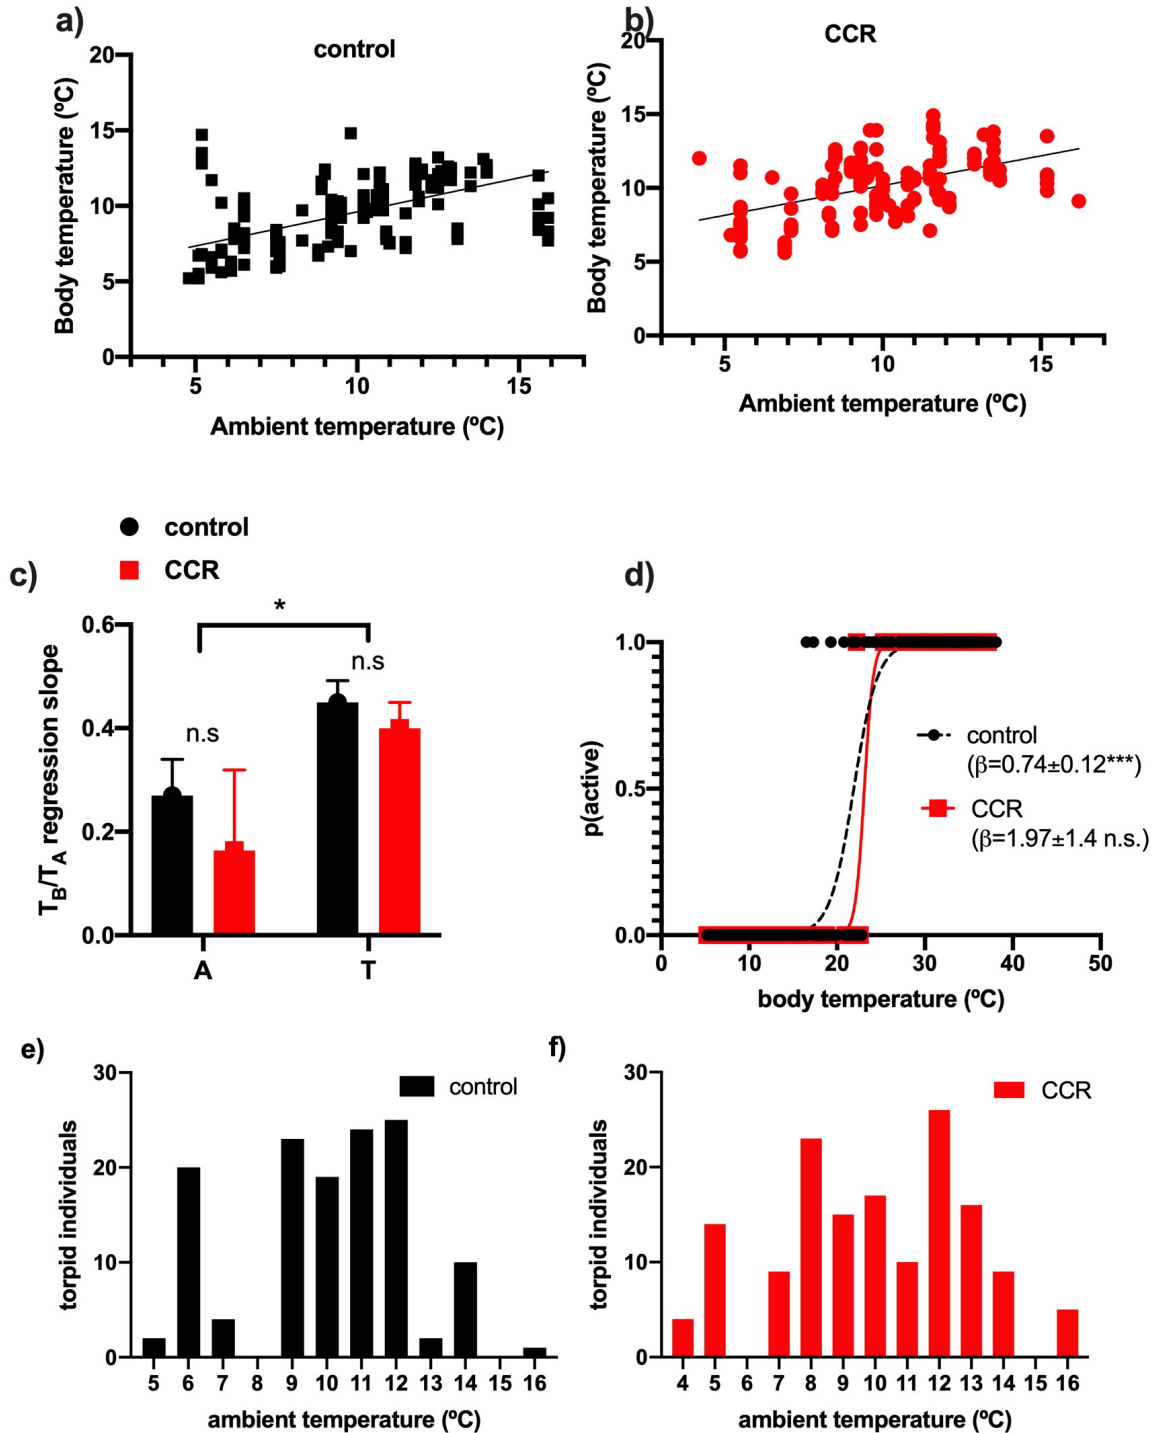 a)
control
20
15
10
5
0
Body temperature (ºC)
5 10 15
Ambient temperature (ºC)
b)
CCR
20
15
10
5
0
Body temperature (ºC)
5 10 15
Ambient temperature (ºC)
control
CCR
c)
0.6
0.4
0.2
0.0
TB/TA regression slope
*
n.s
n.s
A T
d)
1.0
0.5
0.0
p(active)
control
(β=0.74±0.12***)
CCR
(β=1.97±1.4 n.s.)
0 10 20 30 40 50
body temperature (ºC)
e)
control
30
20
10
0
torpid individuals
5 6 7 8 9 10 11 12 13 14 15 16
ambient temperature (ºC)
f)
CCR
30
20
10
0
torpid individuals
4 5 6 7 8 9 10 11 12 13 14 15 16
ambient temperature (ºC)